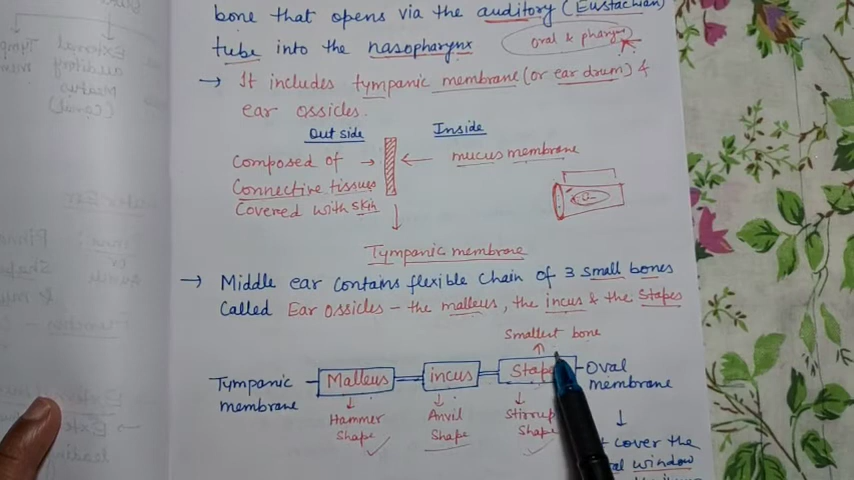 bone that opens via the auditory (Eustachian)
tube into the nasopharynx
oral & pharynx
→ It includes tympanic membrane (or ear drum) &
ear ossicles.
Out side Inside
Composed of → ← mucus membrane
Connective tissues
Covered with skin
Tympanic membrane
→ Middle ear contains flexible chain of 3 small bones
Called Ear ossicles - the malleus, the incus & the stapes
Smallest bone
Tympanic membrane
Malleus incus
Oval membrane
Hammer Shape
Anvil Shape
Stirrup Shape
cover the
window